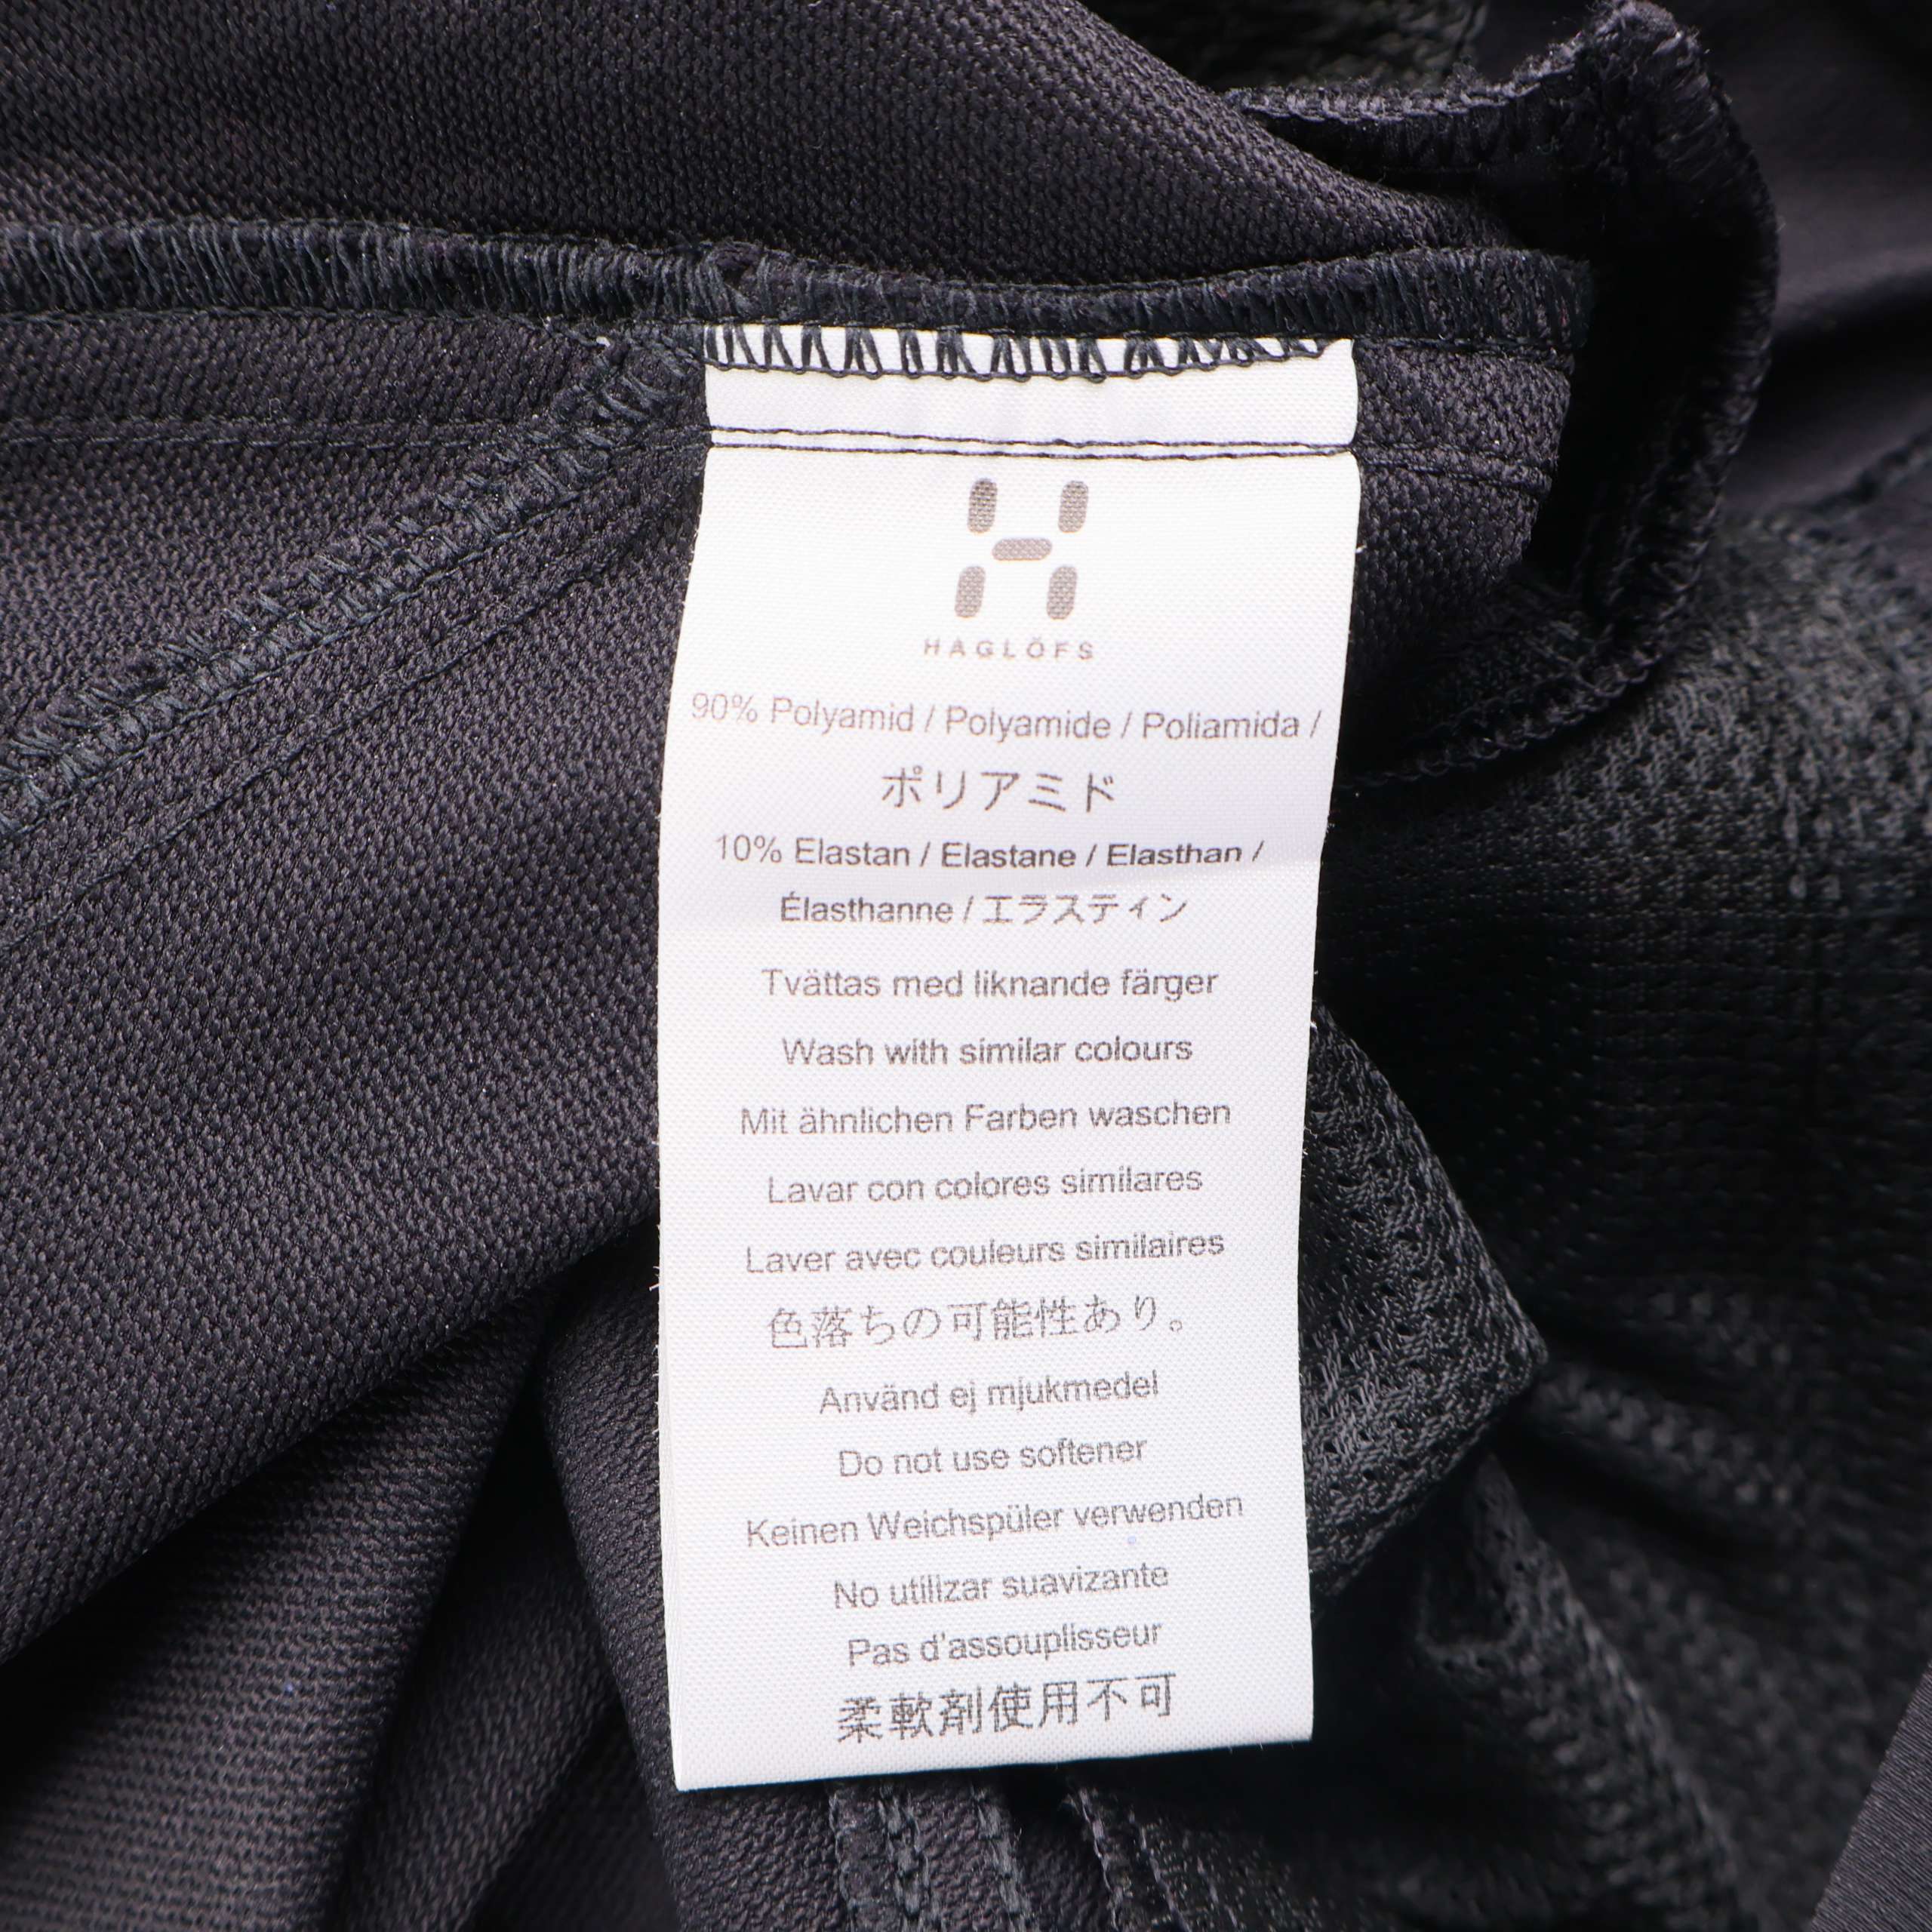 HAGLÖFS
90% Polyamid / Polyamide / Poliamida /
ポリアミド
10% Elastan / Elastane / Elasthan /
Élasthanne / エラスティン
Tvättas med liknande färger
Wash with similar colours
Mit ähnlichen Farben waschen
Lavar con colores similares
Laver avec couleurs similaires
色落ちの可能性あり。
Använd ej mjukmedel
Do not use softener
Keinen Weichspüler verwenden
No utilizar suavizante
Pas d'assouplisseur
柔軟剤使用不可